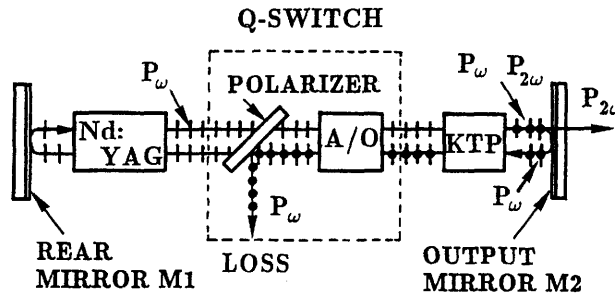 Q-SWITCH
POLARIZER
Pω
Pω P2ω
P2ω
Nd:
YAG
A/O
KTP
Pω
Pω
REAR
MIRROR M1
LOSS
OUTPUT
MIRROR M2